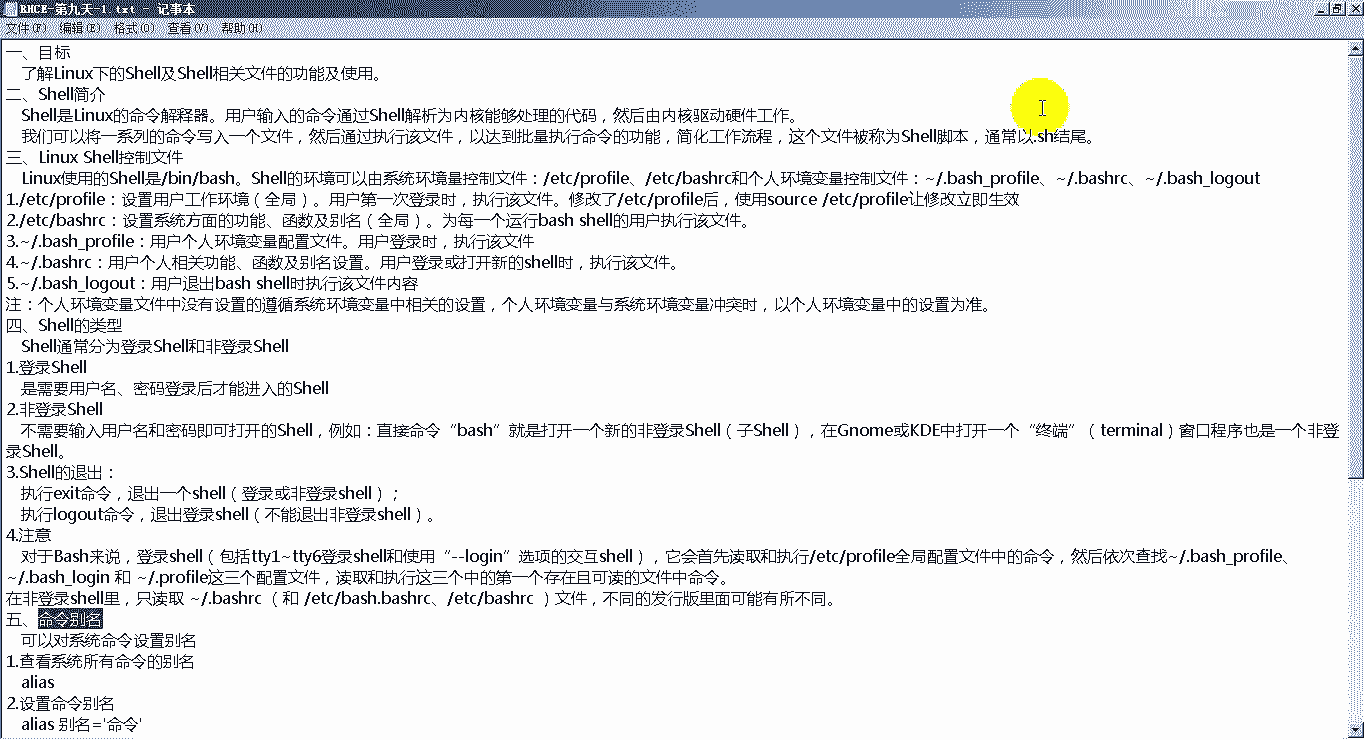 RHCE-第九天-1.txt - 记事本
文件(F) 编辑(E) 格式(O) 查看(V) 帮助(H)
一、目标
了解Linux下的Shell及Shell相关文件的功能及使用。
二、Shell简介
Shell是Linux的命令解释器。用户输入的命令通过Shell解析为内核能够处理的代码，然后由内核驱动硬件工作。
我们可以将一系列的命令写入一个文件，然后通过执行该文件，以达到批量执行命令的功能，简化工作流程，这个文件被称为Shell脚本，通常以.sh结尾。
三、Linux Shell控制文件
Linux使用的Shell是/bin/bash。Shell的环境可以由系统环境量控制文件：/etc/profile、/etc/bashrc和个人环境变量控制文件：~/.bash_profile、~/.bashrc、~/.bash_logout
1./etc/profile：设置用户工作环境（全局）。用户第一次登录时，执行该文件。修改了/etc/profile后，使用source /etc/profile让修改立即生效
2./etc/bashrc：设置系统方面的功能、函数及别名（全局）。为每一个运行bash shell的用户执行该文件。
3.~/.bash_profile：用户个人环境变量配置文件。用户登录时，执行该文件
4.~/.bashrc：用户个人相关功能、函数及别名设置。用户登录或打开新的shell时，执行该文件。
5.~/.bash_logout：用户退出bash shell时执行该文件内容
注：个人环境变量文件中没有设置的遵循系统环境变量中相关的设置，个人环境变量与系统环境变量冲突时，以个人环境变量中的设置为准。
四、Shell的类型
Shell通常分为登录Shell和非登录Shell
1.登录Shell
是需要用户名、密码登录后才能进入的Shell
2.非登录Shell
不需要输入用户名和密码即可打开的Shell，例如：直接命令“bash”就是打开一个新的非登录Shell（子Shell），在Gnome或KDE中打开一个“终端”（terminal）窗口程序也是一个非登
录Shell。
3.Shell的退出：
执行exit命令，退出一个shell（登录或非登录shell）；
执行logout命令，退出登录shell（不能退出非登录shell）。
4.注意
对于Bash来说，登录shell（包括tty1~tty6登录shell和使用“--login”选项的交互shell），它会首先读取和执行/etc/profile全局配置文件中的命令，然后依次查找~/.bash_profile、
~/.bash_login 和 ~/.profile这三个配置文件，读取和执行这三个中的第一个存在且可读的文件中命令。
在非登录shell里，只读取 ~/.bashrc （和 /etc/bash.bashrc、/etc/bashrc ）文件，不同的发行版里面可能有所不同。
五、命令别名
可以对系统命令设置别名
1.查看系统所有命令的别名
alias
2.设置命令别名
alias 别名='命令'